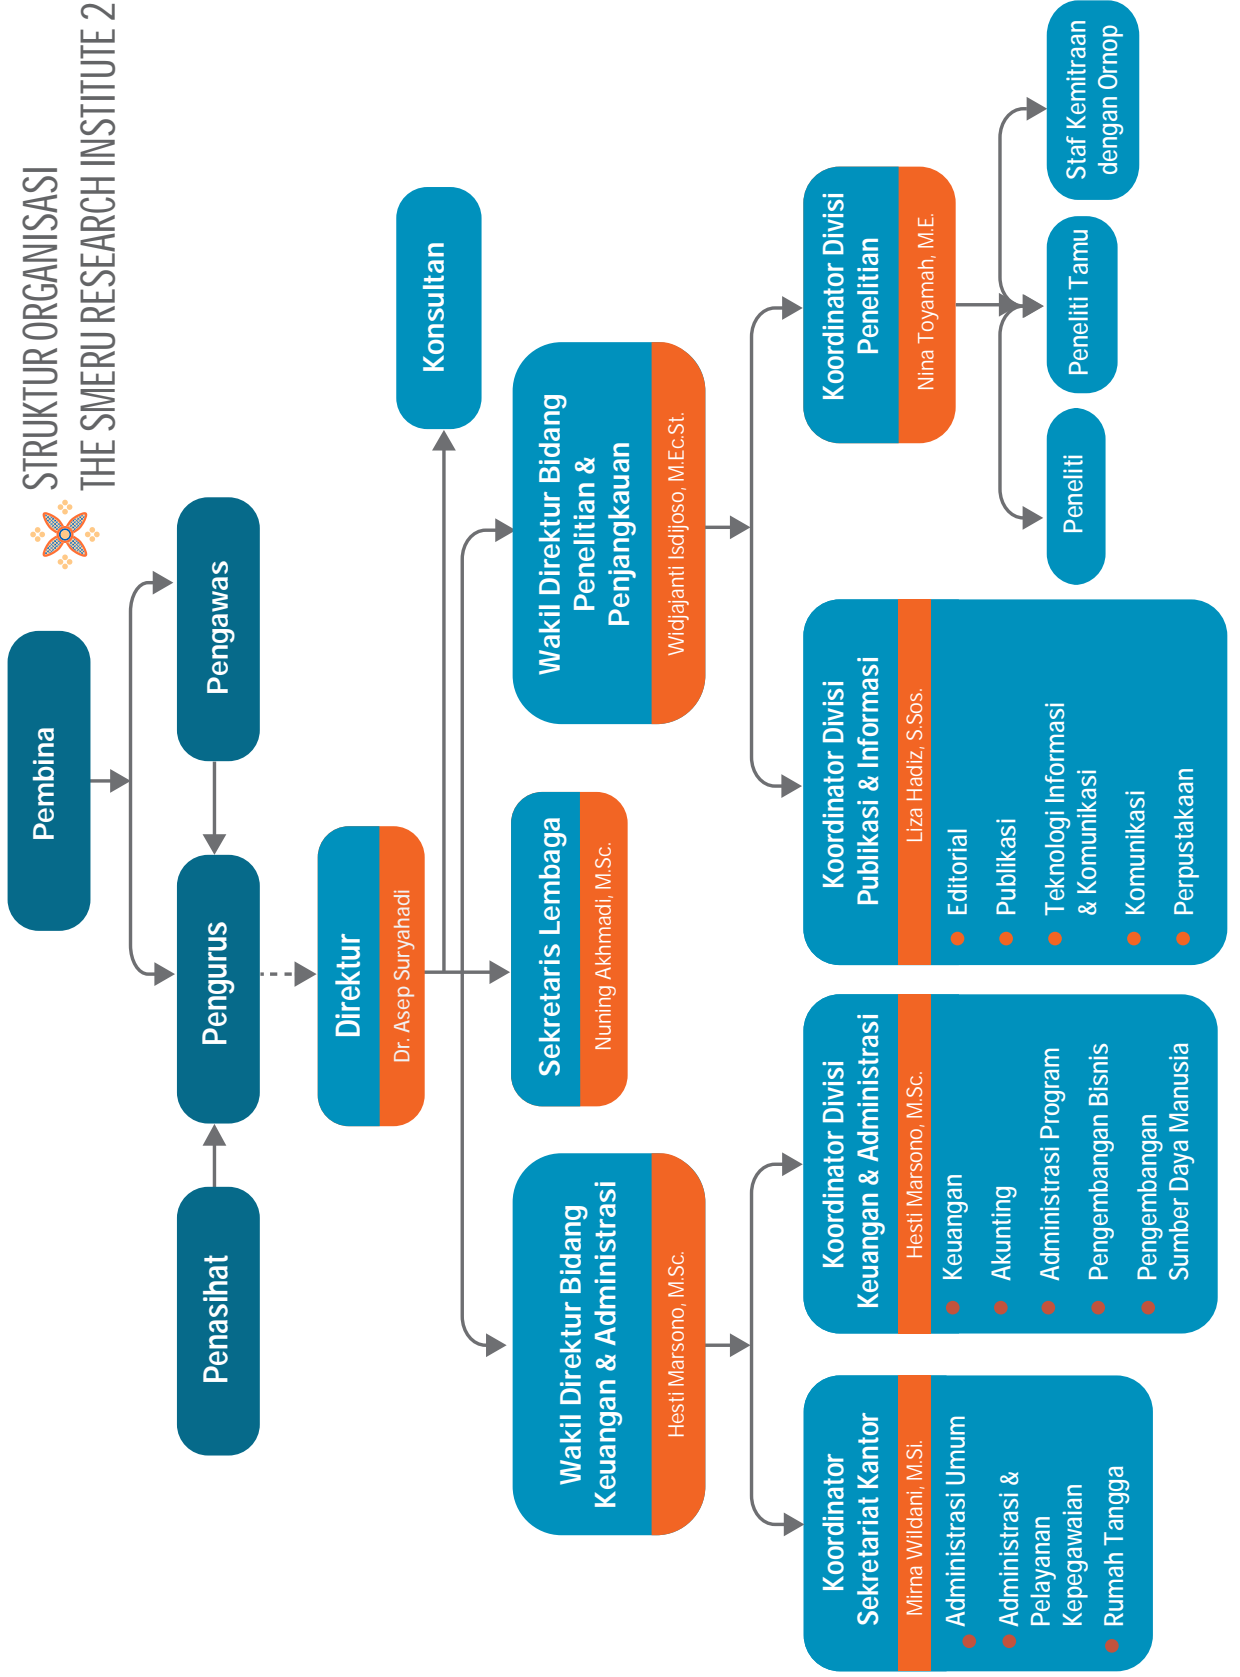 STRUKTUR ORGANISASI
THE SMERU RESEARCH INSTITUTE 2
Pembina
Penasihat
Pengurus
Pengawas
Direktur
Dr. Asep Suryahadi
Konsultan
Wakil Direktur Bidang
Keuangan & Administrasi
Hesti Marsono, M.Sc.
Sekretaris Lembaga
Nuning Akhmadi, M.Sc.
Wakil Direktur Bidang
Penelitian &
Penjangkauan
Widjajanti Isdijoso, M.Ec.St.
Koordinator
Sekretariat Kantor
Mirna Wildani, M.Si.
Administrasi Umum
Administrasi &
Pelayanan
Kepegawaian
Rumah Tangga
Koordinator Divisi
Keuangan & Administrasi
Hesti Marsono, M.Sc.
Keuangan
Akunting
Administrasi Program
Pengembangan Bisnis
Pengembangan
Sumber Daya Manusia
Koordinator Divisi
Publikasi & Informasi
Liza Hadiz, S.Sos.
Editorial
Publikasi
Teknologi Informasi
& Komunikasi
Komunikasi
Perpustakaan
Koordinator Divisi
Penelitian
Nina Toyamah, M.E.
Peneliti
Peneliti Tamu
Staf Kemitraan
dengan Ornop